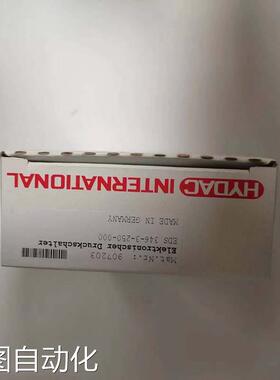 HYDAC INTERNATIONAL
Mat.Nr.: 907203
Elektronischer Druckschalter
EDS 346-3-250-000
MADE IN GERMANY
图自动化